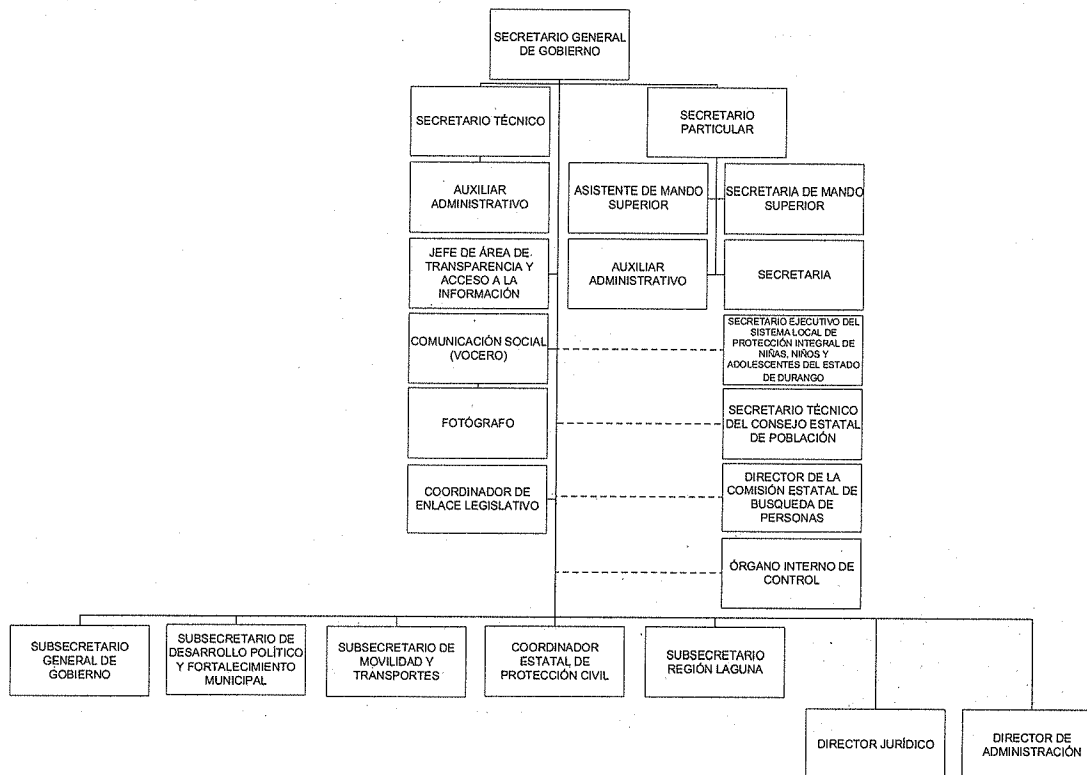 SECRETARIO GENERAL
DE GOBIERNO
SECRETARIO TÉCNICO
SECRETARIO
PARTICULAR
AUXILIAR
ADMINISTRATIVO
ASISTENTE DE MANDO
SUPERIOR
SECRETARIA DE MANDO
SUPERIOR
JEFE DE ÁREA DE
TRANSPARENCIA Y
ACCESO A LA
INFORMACIÓN
AUXILIAR
ADMINISTRATIVO
SECRETARIA
COMUNICACIÓN SOCIAL
(VOCERO)
SECRETARIO EJECUTIVO DEL
SISTEMA LOCAL DE
PROTECCIÓN INTEGRAL DE
NIÑAS, NIÑOS Y
ADOLESCENTES DEL ESTADO
DE DURANGO
FOTÓGRAFO
SECRETARIO TÉCNICO
DEL CONSEJO ESTATAL
DE POBLACIÓN
COORDINADOR DE
ENLACE LEGISLATIVO
DIRECTOR DE LA
COMISIÓN ESTATAL DE
BUSQUEDA DE
PERSONAS
ÓRGANO INTERNO DE
CONTROL
SUBSECRETARIO
GENERAL DE
GOBIERNO
SUBSECRETARIO DE
DESARROLLO POLÍTICO
Y FORTALECIMIENTO
MUNICIPAL
SUBSECRETARIO DE
MOVILIDAD Y
TRANSPORTES
COORDINADOR
ESTATAL DE
PROTECCIÓN CIVIL
SUBSECRETARIO
REGIÓN LAGUNA
DIRECTOR JURÍDICO
DIRECTOR DE
ADMINISTRACIÓN